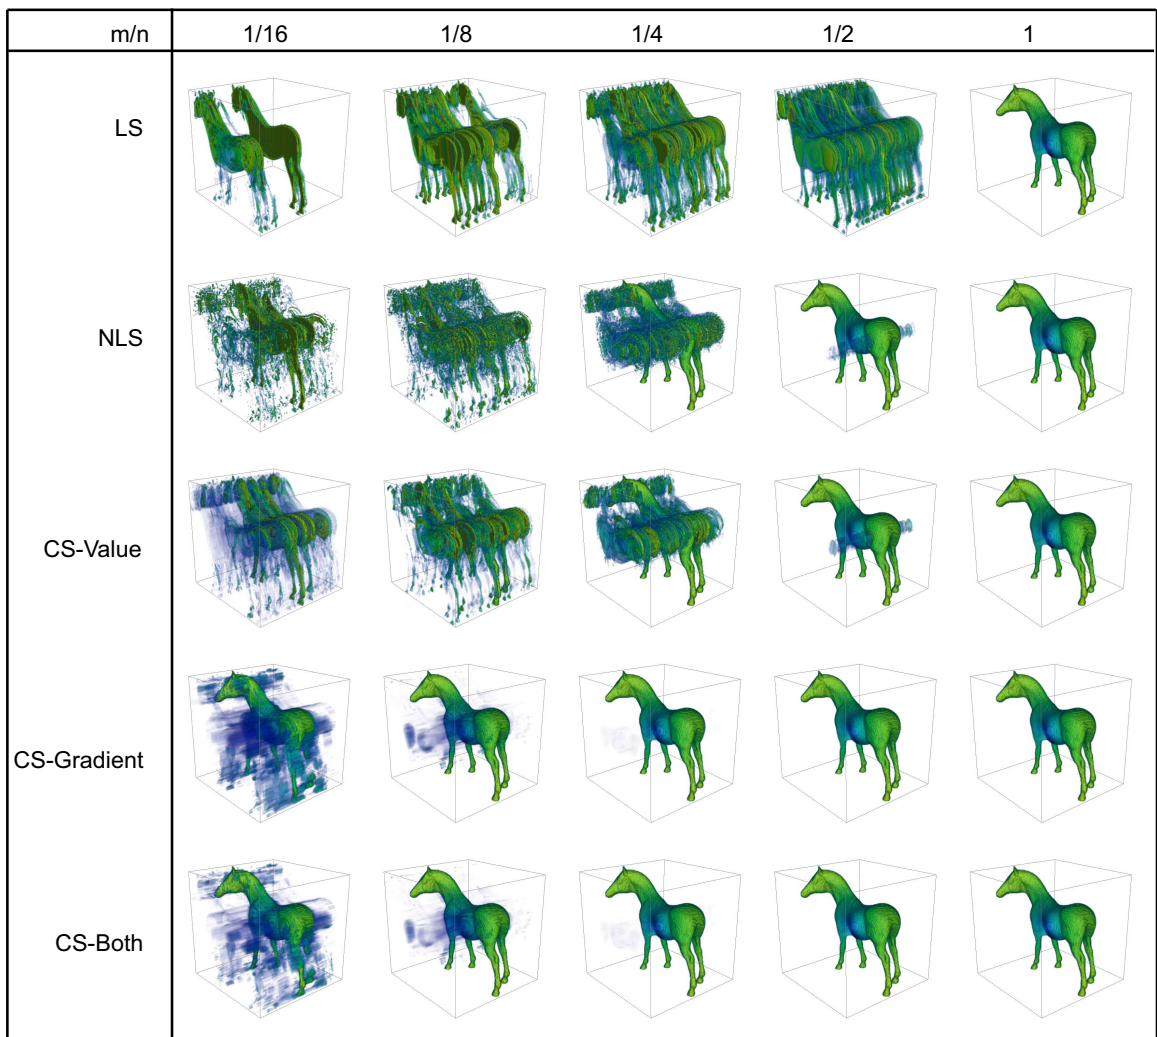 m/n 1/16 1/8 1/4 1/2 1
LS
NLS
CS-Value
CS-Gradient
CS-Both